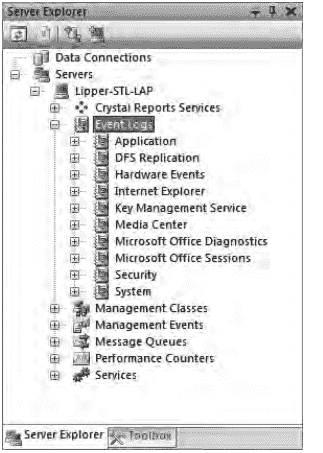 Server Explorer
Data Connections
Servers
Lipper-STL-LAP
Crystal Reports Services
Event Logs
Application
DFS Replication
Hardware Events
Internet Explorer
Key Management Service
Media Center
Microsoft Office Diagnostics
Microsoft Office Sessions
Security
System
Management Classes
Management Events
Message Queues
Performance Counters
Services
Server Explorer Toolbox